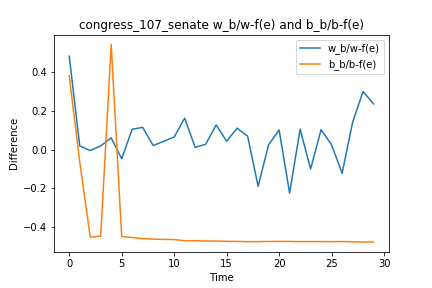 congress_107_senate w_b/w-f(e) and b_b/b-f(e)
w_b/w-f(e)
b_b/b-f(e)
Difference
0.4
0.2
0.0
−0.2
−0.4
0 5 10 15 20 25 30
Time